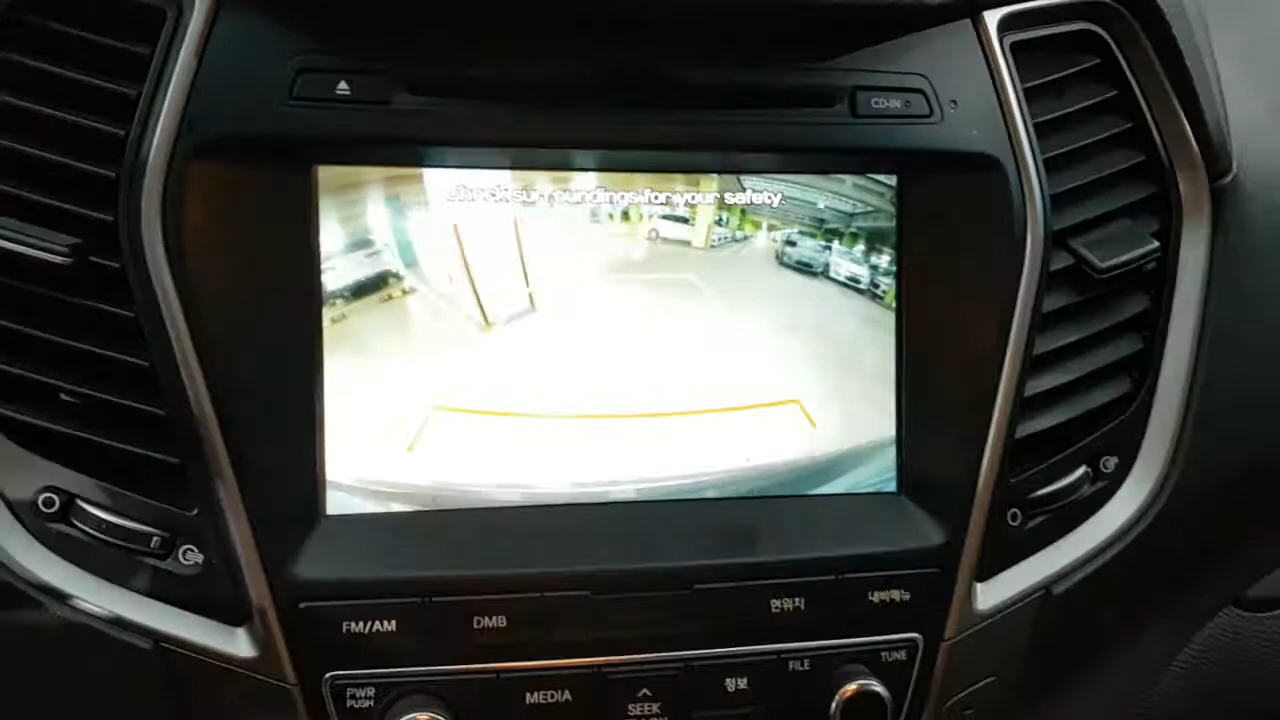 CD-IN
check surroundings for your safety.
FM/AM
DMB
현위치
내비메뉴
PWR
PUSH
MEDIA
SEEK
정보
FILE
TUNE